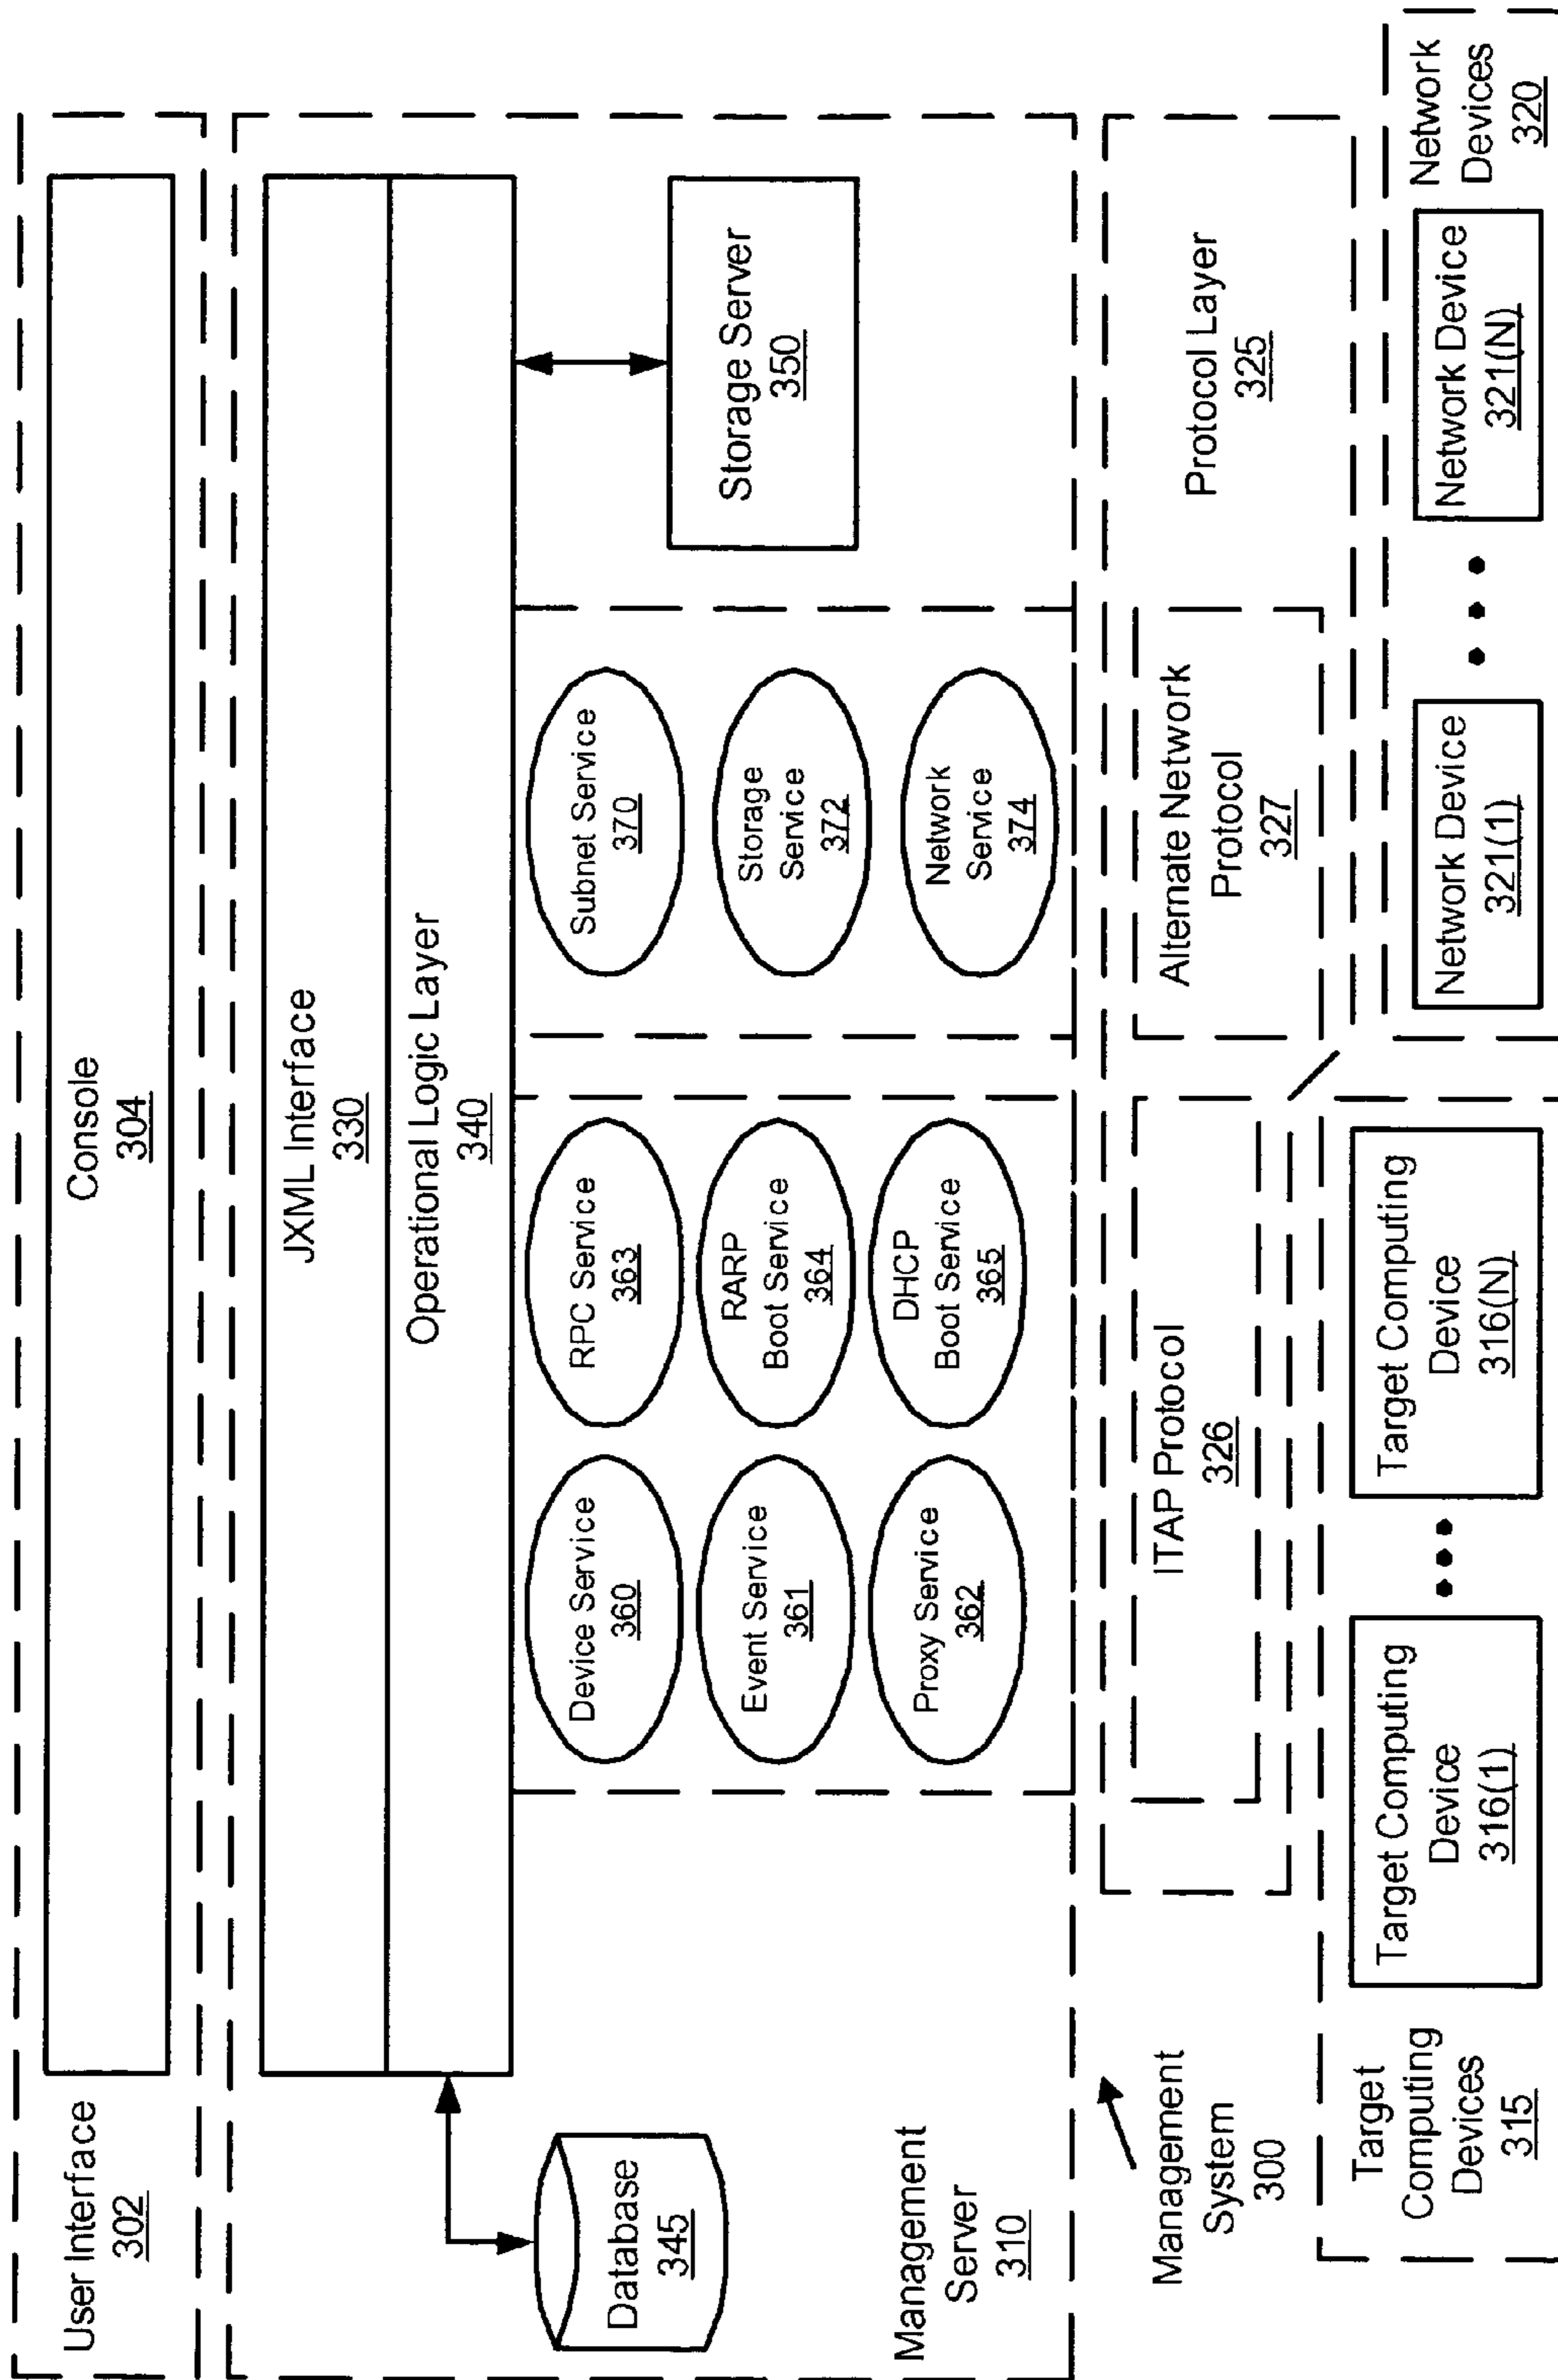 User Interface
302
Console
304
JXML Interface
330
Operational Logic Layer
340
Database
345
Management
Server
310
Device Service
360
Event Service
361
Proxy Service
362
RPC Service
363
RARP
Boot Service
364
DHCP
Boot Service
365
Subnet Service
370
Storage
Service
372
Network
Service
374
Storage Server
350
Management
System
300
ITAP Protocol
326
Alternate Network
Protocol
327
Protocol Layer
325
Target
Computing
Devices
315
Target Computing
Device
316(1)
Target Computing
Device
316(N)
Network Device
321(1)
Network Device
321(N)
Network
Devices
320